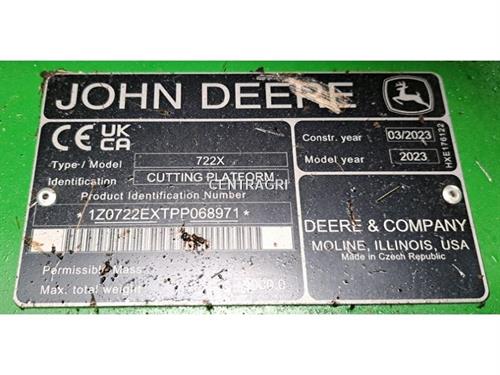 JOHN DEERE
CE UK CA
Type / Model 722X
Identification CUTTING PLATFORM
CENTRAGRI
Product Identification Number
*1Z0722EXTPP068971*
Permissible Mass:
Max. total weight
Constr. year 03/2023
Model year 2023
HXE176122
DEERE & COMPANY
MOLINE, ILLINOIS, USA
Made in Czech Republic